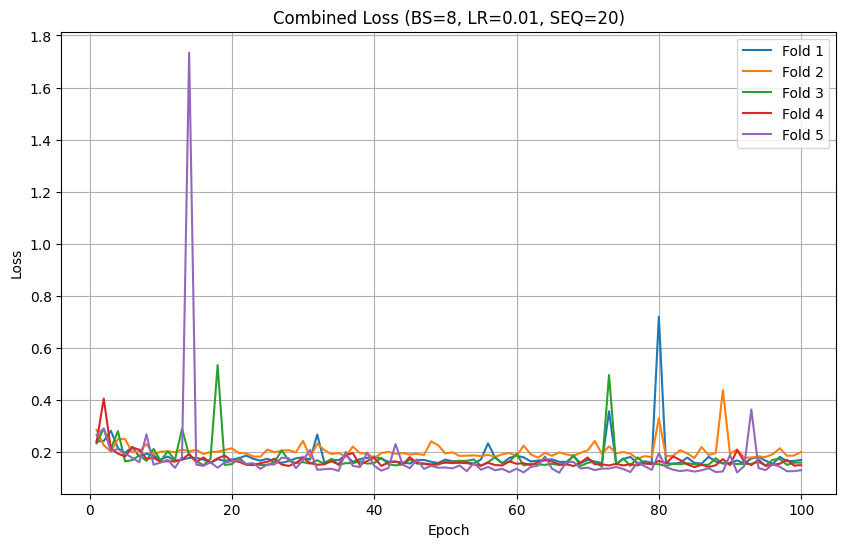 Combined Loss (BS=8, LR=0.01, SEQ=20)
Fold 1
Fold 2
Fold 3
Fold 4
Fold 5
1.8
1.6
1.4
1.2
1.0
0.8
0.6
0.4
0.2
Loss
0 20 40 60 80 100
Epoch